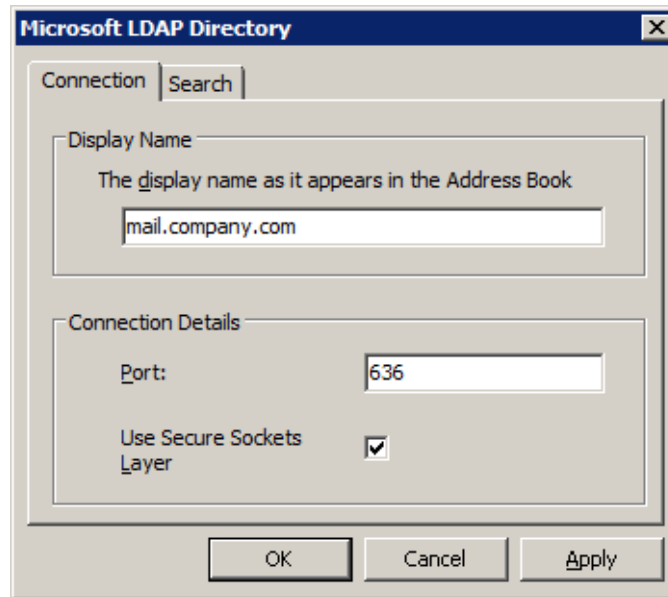 Microsoft LDAP Directory
Connection
Search
Display Name
The display name as it appears in the Address Book
mail.company.com
Connection Details
Port:
636
Use Secure Sockets
Layer
OK
Cancel
Apply